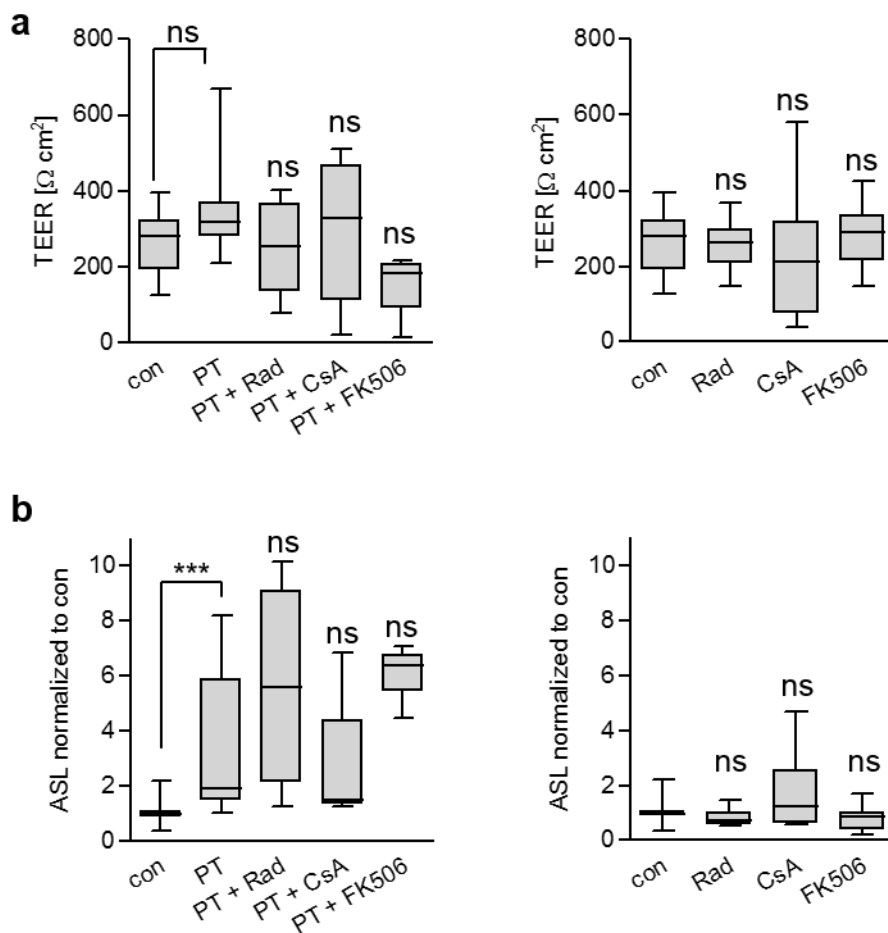 a
TEER [Ω cm²]
800
600
400
200
0
ns
ns
ns
ns
con
PT
PT + Rad
PT + CsA
PT + FK506
TEER [Ω cm²]
800
600
400
200
0
ns
ns
ns
con
Rad
CsA
FK506
b
ASL normalized to con
10
8
6
4
2
0
***
ns
ns
ns
con
PT
PT + Rad
PT + CsA
PT + FK506
ASL normalized to con
10
8
6
4
2
0
ns
ns
ns
con
Rad
CsA
FK506